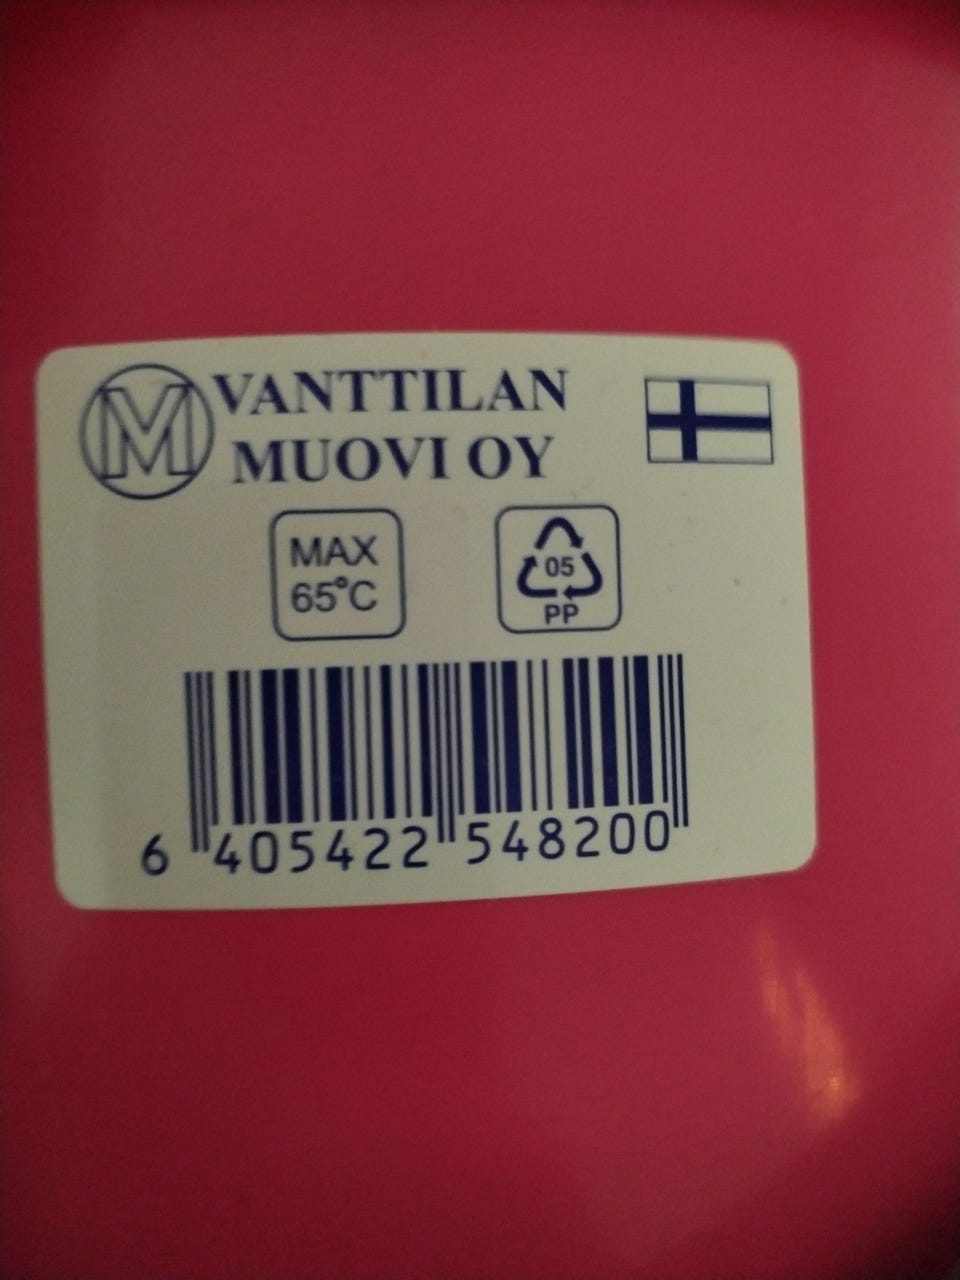 M VANTTILAN
MUOVI OY
MAX
65°C
05
PP
6 405422 548200